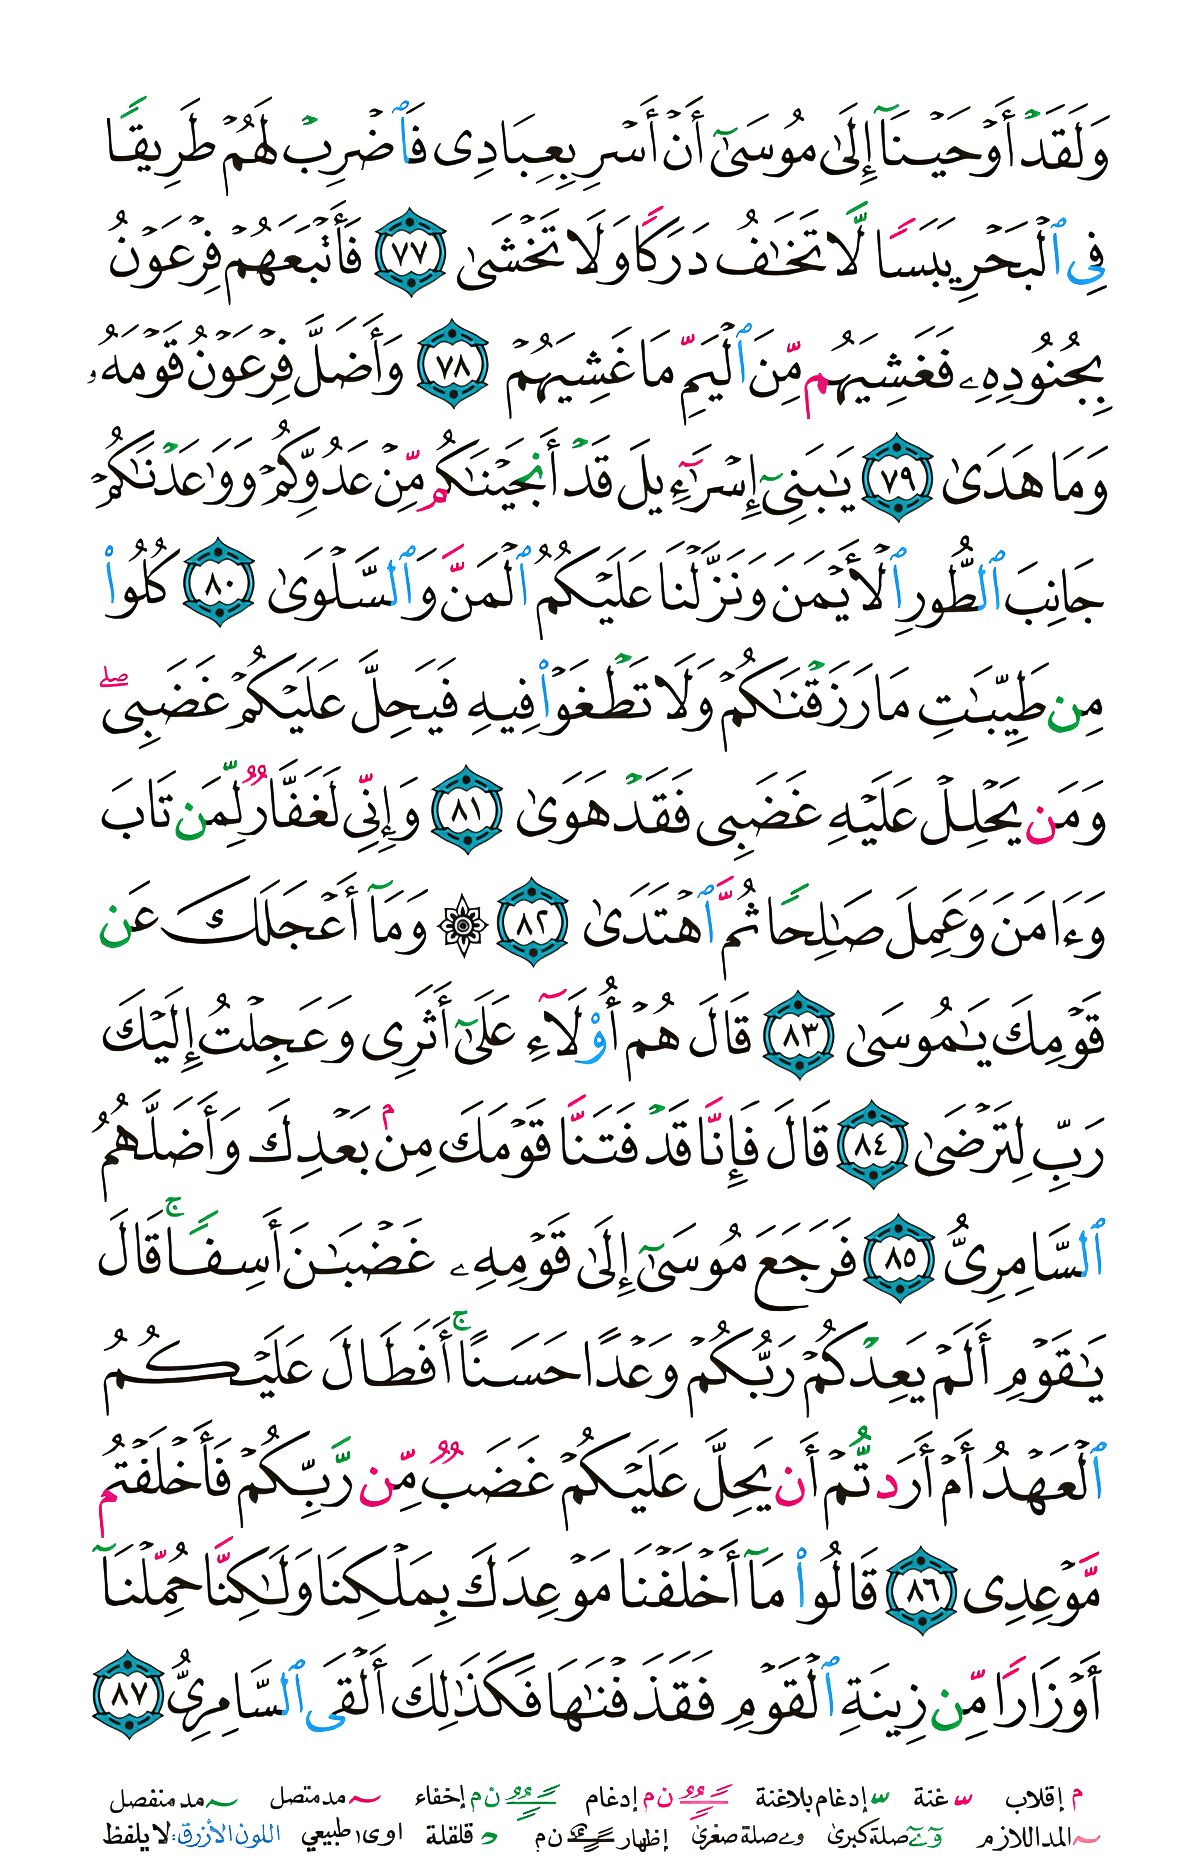 وَلَقَدْ أَوْحَيْنَآ إِلَىٰ مُوسَىٰٓ أَنْ أَسْرِ بِعِبَادِى فَٱضْرِبْ لَهُمْ طَرِيقًا
فِى ٱلْبَحْرِ يَبَسًا لَّا تَخَـٰفُ دَرَكًا وَلَا تَخْشَىٰ ٧٧ فَأَتْبَعَهُمْ فِرْعَوْنُ
بِجُنُودِهِۦ فَغَشِيَهُم مِّنَ ٱلْيَمِّ مَا غَشِيَهُمْ ٧٨ وَأَضَلَّ فِرْعَوْنُ قَوْمَهُۥ
وَمَا هَدَىٰ ٧٩ يَـٰبَنِىٓ إِسْرَٰٓءِيلَ قَدْ أَنجَيْنَـٰكُم مِّنْ عَدُوِّكُمْ وَوَٰعَدْنَـٰكُمْ
جَانِبَ ٱلطُّورِ ٱلْأَيْمَنَ وَنَزَّلْنَا عَلَيْكُمُ ٱلْمَنَّ وَٱلسَّلْوَىٰ ٨٠ كُلُوا۟
مِن طَيِّبَـٰتِ مَا رَزَقْنَـٰكُمْ وَلَا تَطْغَوْا۟ فِيهِ فَيَحِلَّ عَلَيْكُمْ غَضَبِى ۖ
وَمَن يَحْلِلْ عَلَيْهِ غَضَبِى فَقَدْ هَوَىٰ ٨١ وَإِنِّى لَغَفَّارٌ لِّمَن تَابَ
وَءَامَنَ وَعَمِلَ صَـٰلِحًا ثُمَّ ٱهْتَدَىٰ ٨٢ ۞ وَمَآ أَعْجَلَكَ عَن
قَوْمِكَ يَـٰمُوسَىٰ ٨٣ قَالَ هُمْ أُو۟لَآءِ عَلَىٰٓ أَثَرِى وَعَجِلْتُ إِلَيْكَ
رَبِّ لِتَرْضَىٰ ٨٤ قَالَ فَإِنَّا قَدْ فَتَنَّا قَوْمَكَ مِنۢ بَعْدِكَ وَأَضَلَّهُمُ
ٱلسَّامِرِىُّ ٨٥ فَرَجَعَ مُوسَىٰٓ إِلَىٰ قَوْمِهِۦ غَضْبَـٰنَ أَسِفًا ۚ قَالَ
يَـٰقَوْمِ أَلَمْ يَعِدْكُمْ رَبُّكُمْ وَعْدًا حَسَنًا ۚ أَفَطَالَ عَلَيْكُمُ
ٱلْعَهْدُ أَمْ أَرَدتُّمْ أَن يَحِلَّ عَلَيْكُمْ غَضَبٌ مِّن رَّبِّكُمْ فَأَخْلَفْتُم
مَّوْعِدِى ٨٦ قَالُوا۟ مَآ أَخْلَفْنَا مَوْعِدَكَ بِمَلْكِنَا وَلَـٰكِنَّا حُمِّلْنَآ
أَوْزَارًا مِّن زِينَةِ ٱلْقَوْمِ فَقَذَفْنَـٰهَا فَكَذَٰلِكَ أَلْقَى ٱلسَّامِرِىُّ ٨٧
م إقلاب ّ غنة ّ إدغام بلاغنة ن م إدغام ن م إخفاء ٓ مد متصل ٓ مد منفصل
ٓ المد اللازم صلة كبرى و ے صلة صغرى إظهار ن م قلقلة ا و ى طبيعي اللون الأزرق: لا يلفظ